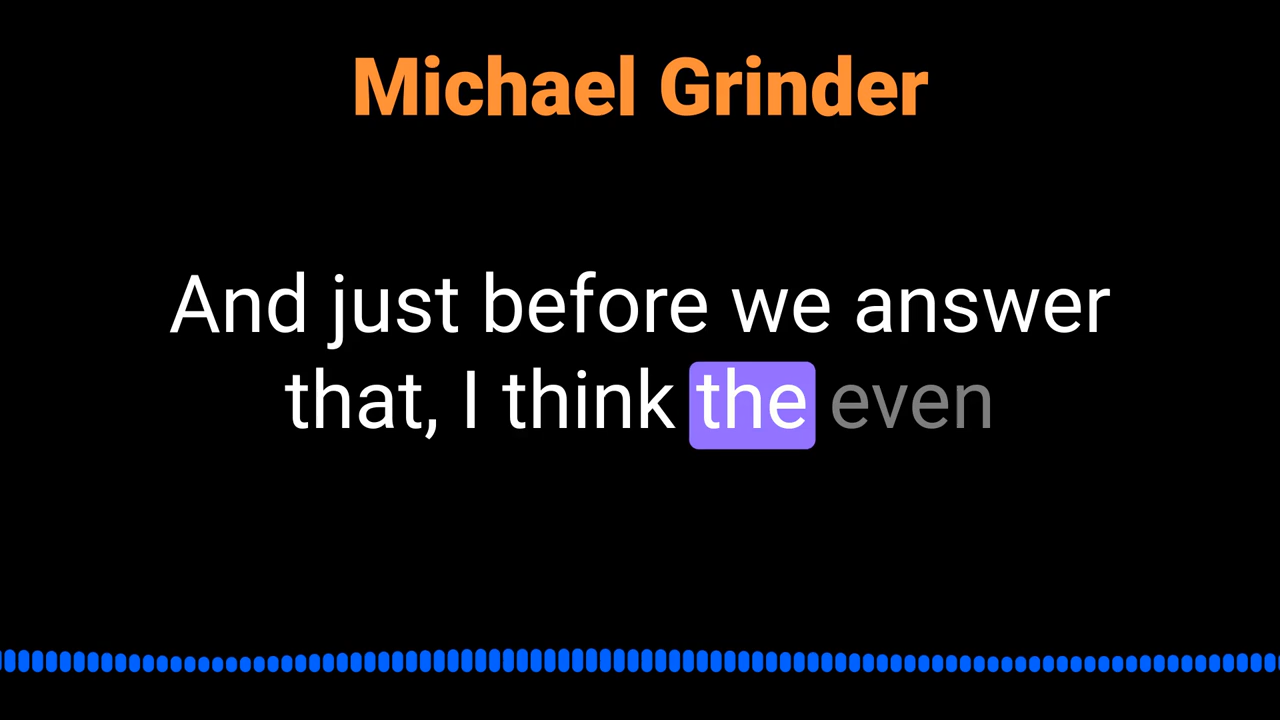 Michael Grinder
And just before we answer
that, I think the even